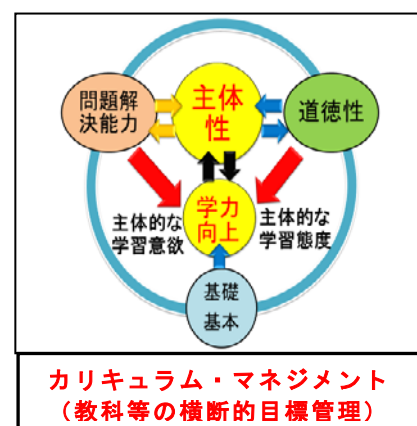 問題解
決能力
主体
性
道徳性
学力
向上
主体的な
学習意欲
主体的な
学習態度
基礎
基本
カリキュラム・マネジメント
（教科等の横断的目標管理）